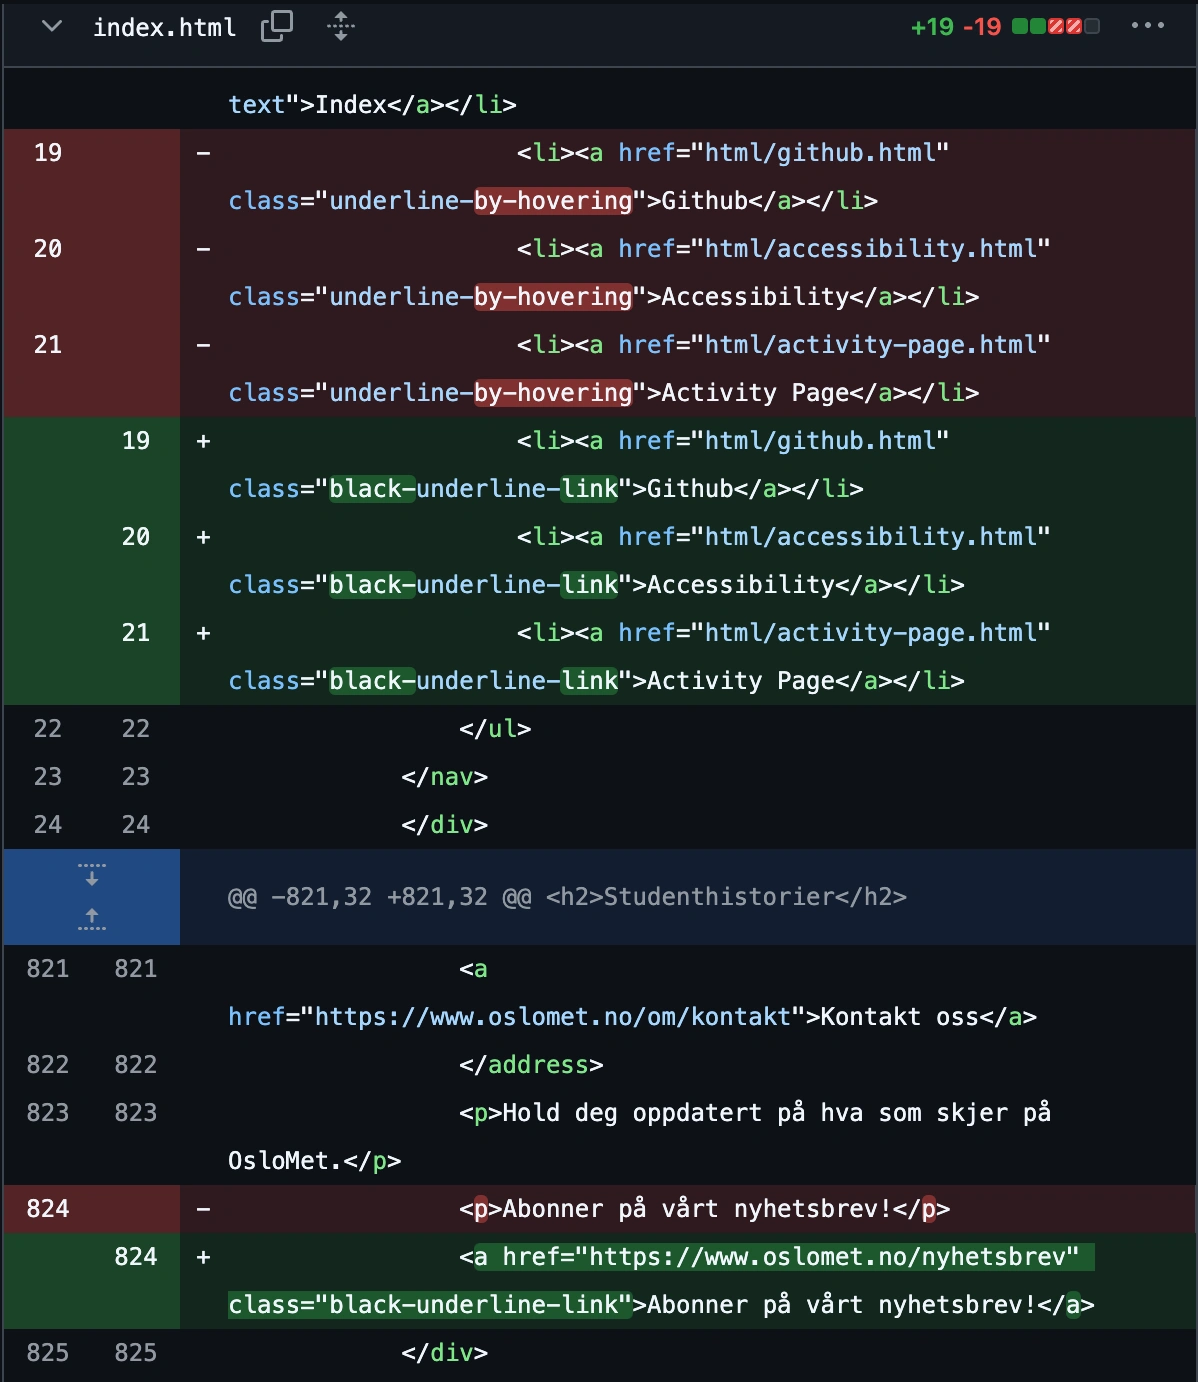 index.html +19 -19
text">Index</a></li>
19 - <li><a href="html/github.html"
class="underline-by-hovering">Github</a></li>
20 - <li><a href="html/accessibility.html"
class="underline-by-hovering">Accessibility</a></li>
21 - <li><a href="html/activity-page.html"
class="underline-by-hovering">Activity Page</a></li>
19 + <li><a href="html/github.html"
class="black-underline-link">Github</a></li>
20 + <li><a href="html/accessibility.html"
class="black-underline-link">Accessibility</a></li>
21 + <li><a href="html/activity-page.html"
class="black-underline-link">Activity Page</a></li>
22 22 </ul>
23 23 </nav>
24 24 </div>
@@ -821,32 +821,32 @@ <h2>Studenthistorier</h2>
821 821 <a
href="https://www.oslomet.no/om/kontakt">Kontakt oss</a>
822 822 </address>
823 823 <p>Hold deg oppdatert på hva som skjer på
OsloMet.</p>
824 - <p>Abonner på vårt nyhetsbrev!</p>
824 + <a href="https://www.oslomet.no/nyhetsbrev"
class="black-underline-link">Abonner på vårt nyhetsbrev!</a>
825 825 </div>